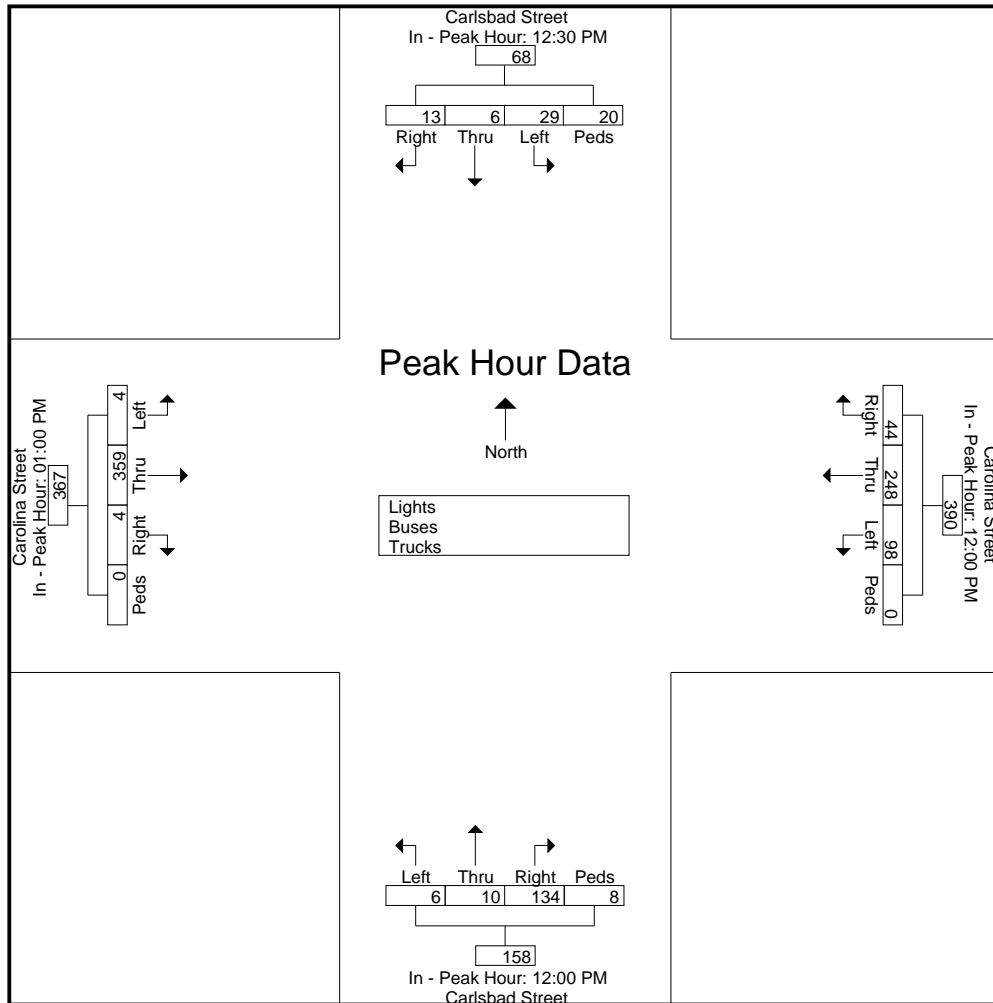 Carlsbad Street
In - Peak Hour: 12:30 PM
68
13 6 29 20
Right Thru Left Peds
Peak Hour Data
North
Lights
Buses
Trucks
Carolina Street
In - Peak Hour: 01:00 PM
367
4 359 4 0
Left Thru Right Peds
Right Thru Left Peds
44 248 98 0
390
In - Peak Hour: 12:00 PM
Carolina Street
Left Thru Right Peds
6 10 134 8
158
In - Peak Hour: 12:00 PM
Carlsbad Street